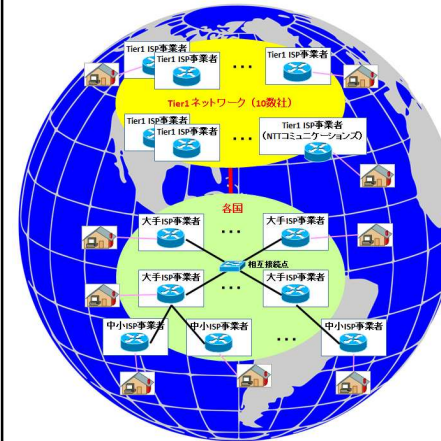 Tier1 ISP事業者
Tier1 ISP事業者
・・・
Tier1 ISP事業者
Tier1ネットワーク（10数社）
Tier1 ISP事業者
Tier1 ISP事業者
・・・
Tier1 ISP事業者
（NTTコミュニケーションズ）
各国
大手ISP事業者
・・・
大手ISP事業者
相互接続点
大手ISP事業者
・・・
大手ISP事業者
中小ISP事業者
中小ISP事業者
・・・
中小ISP事業者